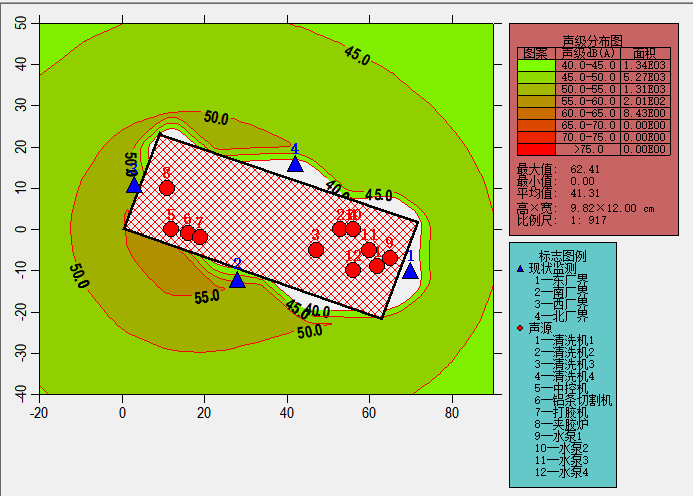 声级分布图
图案 声级dB(A) 面积
40.0-45.0 1.34E03
45.0-50.0 5.27E03
50.0-55.0 1.31E03
55.0-60.0 2.01E02
60.0-65.0 8.43E00
65.0-70.0 0.00E00
70.0-75.0 0.00E00
>75.0 0.00E00
最大值: 62.41
最小值: 0.00
平均值: 41.31
高×宽: 9.82×12.00 cm
比例尺: 1: 917
标志图例
现状监测
1—东厂界
2—南厂界
3—西厂界
4—北厂界
声源
1—清洗机1
2—清洗机2
3—清洗机3
4—清洗机4
5—中控机
6—铝条切割机
7—打胶机
8—夹胶炉
9—水泵1
10—水泵2
11—水泵3
12—水泵4
50
40
30
20
10
0
-10
-20
-30
-40
-20 0 20 40 60 80
45.0
50.0
50.0
40.0
45.0
50.0
55.0
45.0
40.0
50.0
4
8
5 6 7
3
10
11
9
12
2
1